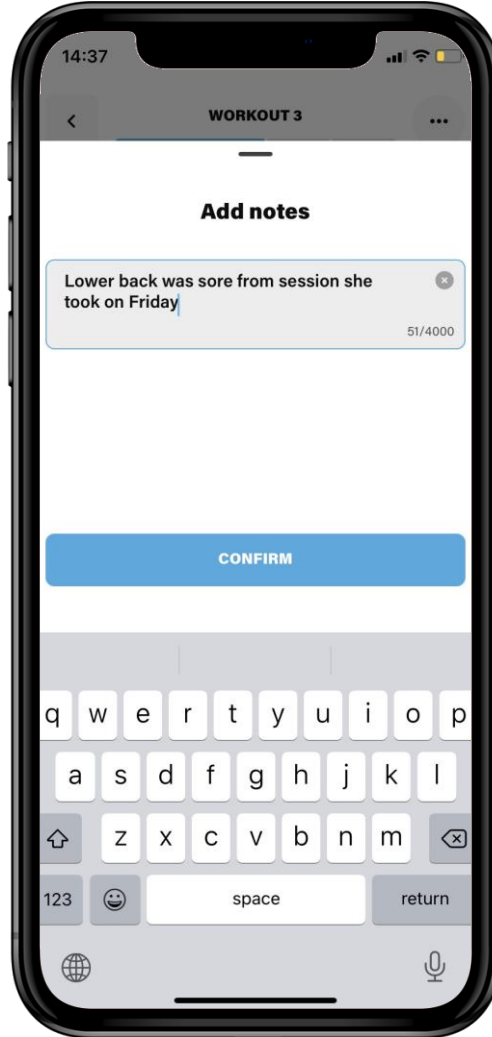 14:37
WORKOUT 3
Add notes
Lower back was sore from session she
took on Friday
51/4000
CONFIRM
q w e r t y u i o p
a s d f g h j k l
z x c v b n m
123 space return